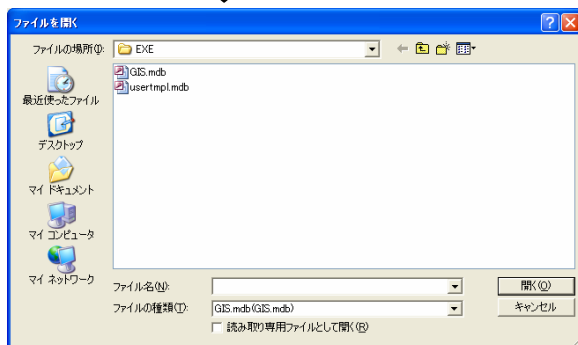 ファイルを開く
ファイルの場所(I):
EXE
GIS.mdb
usertmpl.mdb
最近使ったファイル
デスクトップ
マイ ドキュメント
マイ コンピュータ
マイ ネットワーク
ファイル名(N):
開く(O)
ファイルの種類(T):
GIS.mdb(GIS.mdb)
キャンセル
読み取り専用ファイルとして開く(R)